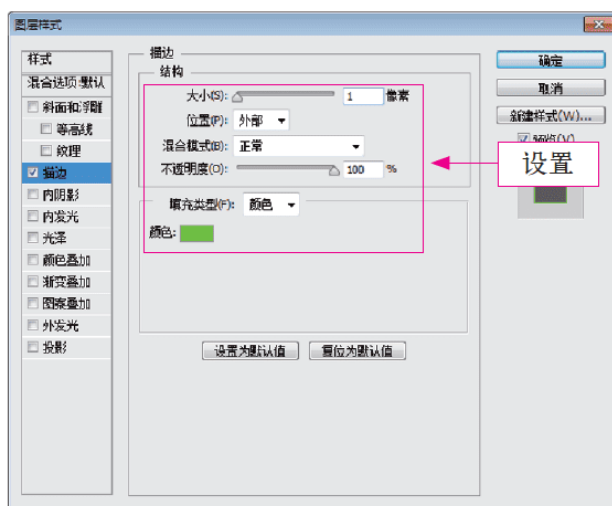 图层样式
样式
混合选项:默认
斜面和浮雕
等高线
纹理
描边
内阴影
内发光
光泽
颜色叠加
渐变叠加
图案叠加
外发光
投影
描边
结构
大小(S): 1 像素
位置(P): 外部
混合模式(B): 正常
不透明度(O): 100 %
填充类型(F): 颜色
颜色:
设置为默认值 复位为默认值
确定
取消
新建样式(W)...
预览(V)
设置